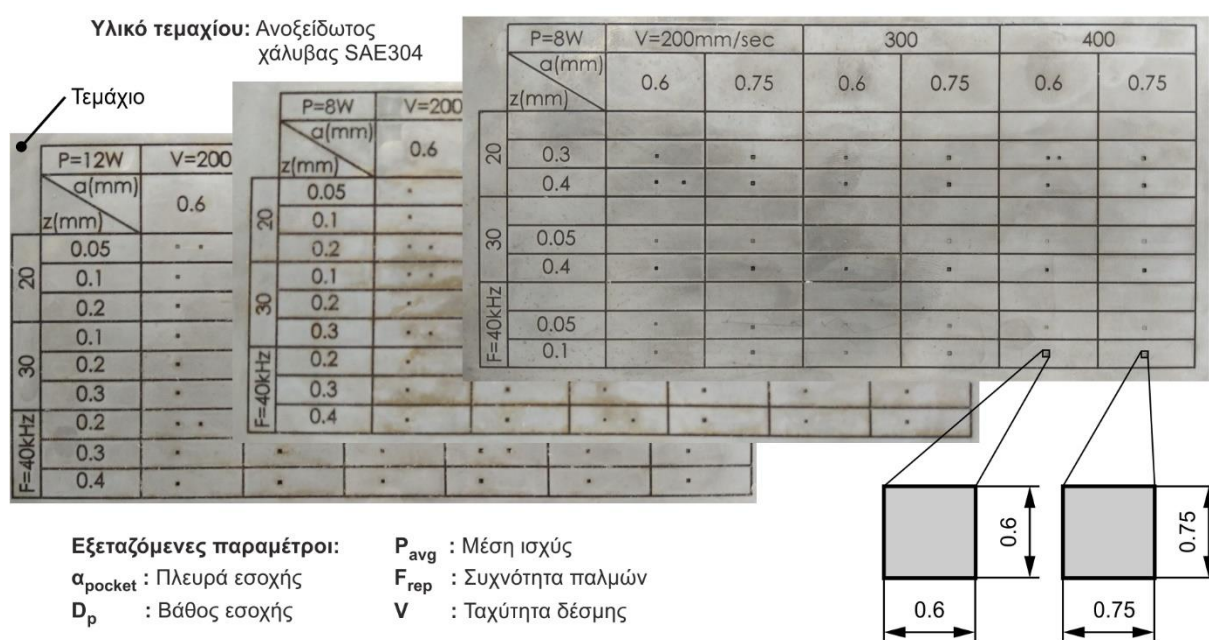 Υλικό τεμαχίου: Ανοξείδωτος
χάλυβας SAE304
Τεμάχιο
P=12W V=200
α(mm)
z(mm) 0.6
20
0.05
0.1
0.2
30
0.1
0.2
0.3
F=40kHz
0.2
0.3
0.4
P=8W V=200
α(mm)
z(mm) 0.6
20
0.05
0.1
0.2
30
0.1
0.2
0.3
F=40kHz
0.2
0.3
0.4
P=8W V=200mm/sec 300 400
α(mm)
z(mm) 0.6 0.75 0.6 0.75 0.6 0.75
20
0.3
0.4
30
0.05
0.4
F=40kHz
0.05
0.1
0.6
0.75
0.6
0.75
Εξεταζόμενες παραμέτροι:
α pocket : Πλευρά εσοχής
D p : Βάθος εσοχής
P avg : Μέση ισχύς
F rep : Συχνότητα παλμών
V : Ταχύτητα δέσμης